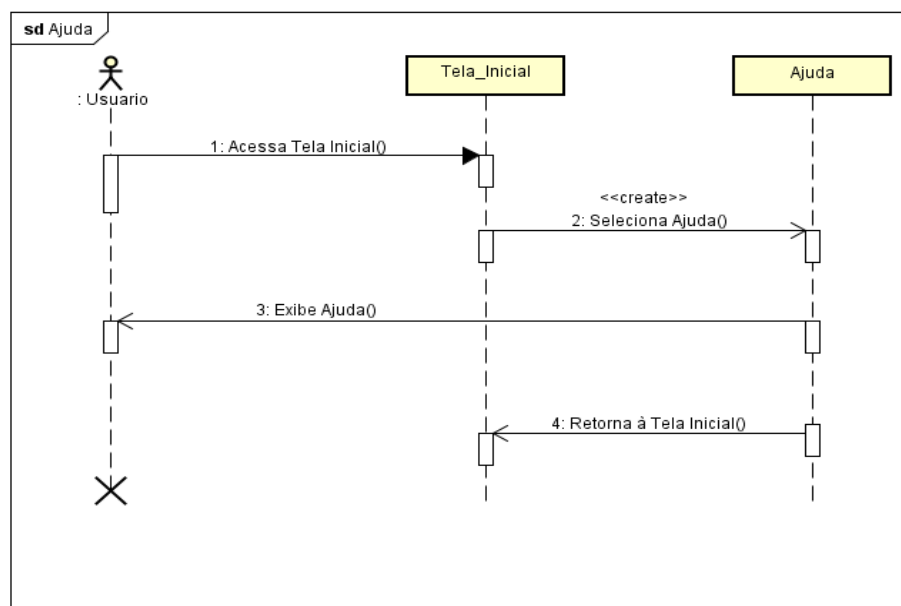 sd Ajuda
: Usuario
Tela_Inicial
Ajuda
1: Acessa Tela Inicial()
<<create>>
2: Seleciona Ajuda()
3: Exibe Ajuda()
4: Retorna à Tela Inicial()